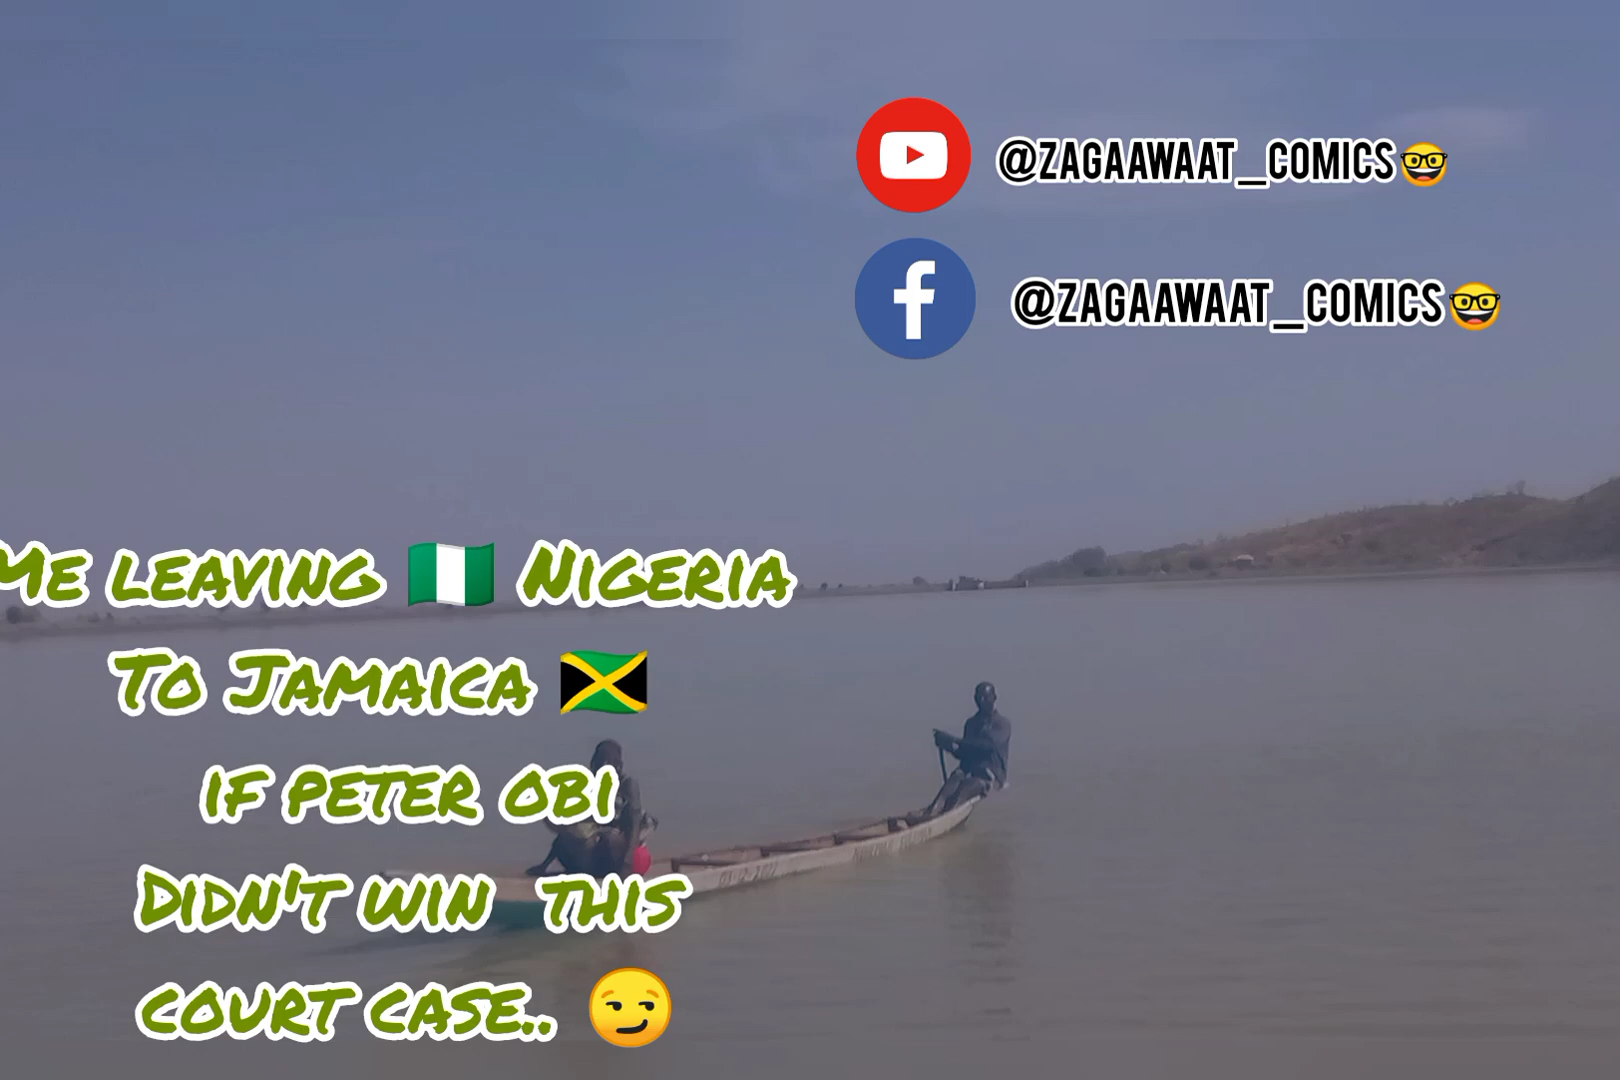 @ZAGAAWAAT_COMICS🤓
@ZAGAAWAAT_COMICS🤓
Me leaving 🇳🇬 Nigeria
To Jamaica 🇯🇲
if peter obi
Didn't win this
court case.. 😏